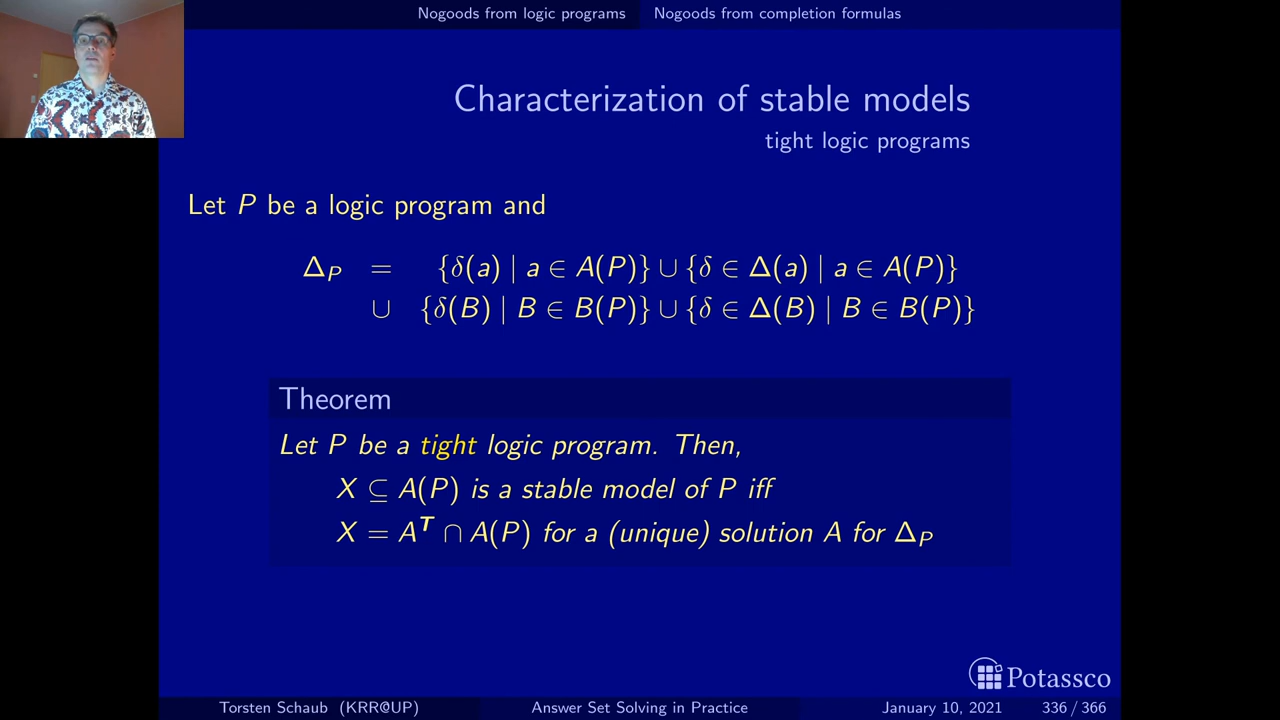 Nogoods from logic programs Nogoods from completion formulas
Characterization of stable models
tight logic programs
Let P be a logic program and
Δ_P = {δ(a) | a ∈ A(P)} ∪ {δ ∈ Δ(a) | a ∈ A(P)}
∪ {δ(B) | B ∈ B(P)} ∪ {δ ∈ Δ(B) | B ∈ B(P)}
Theorem
Let P be a tight logic program. Then,
X ⊆ A(P) is a stable model of P iff
X = A^T ∩ A(P) for a (unique) solution A for Δ_P
Potassco
Torsten Schaub (KRR@UP) Answer Set Solving in Practice January 10, 2021 336 / 366